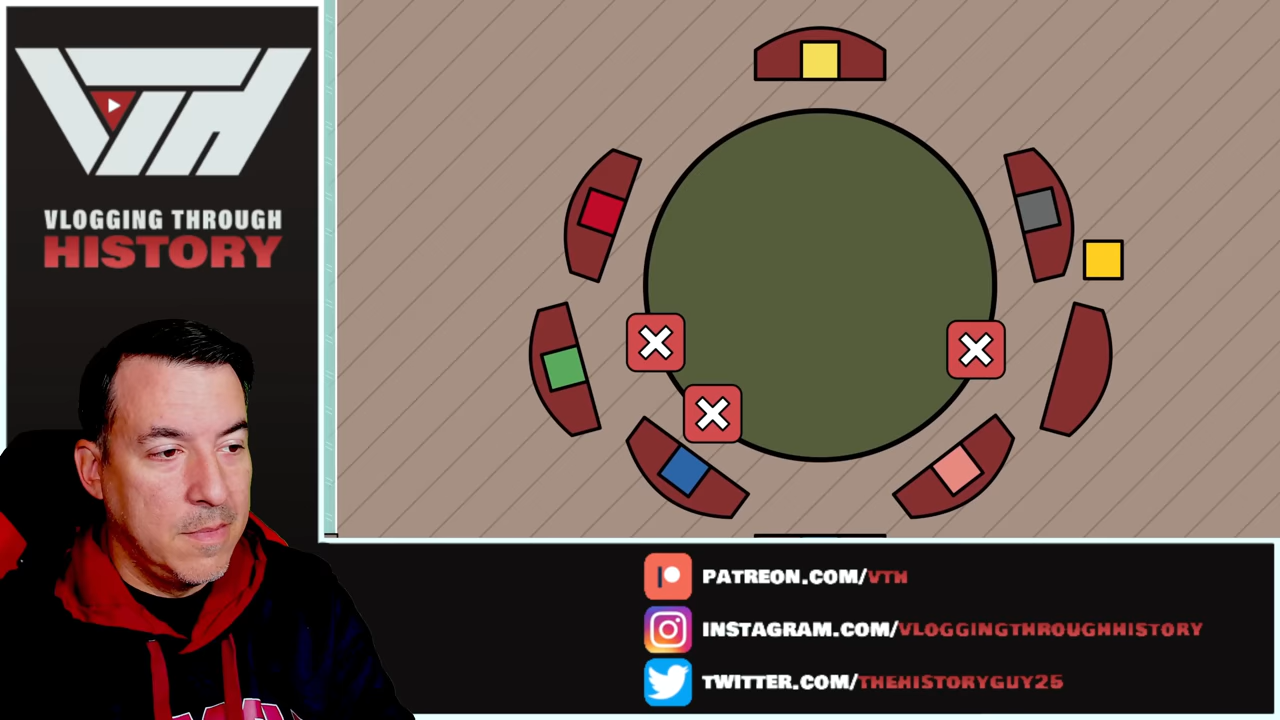 VTH
VLOGGING THROUGH
HISTORY
PATREON.COM/VTH
INSTAGRAM.COM/VLOGGINGTHROUGHHISTORY
TWITTER.COM/THEHISTORYGUY25